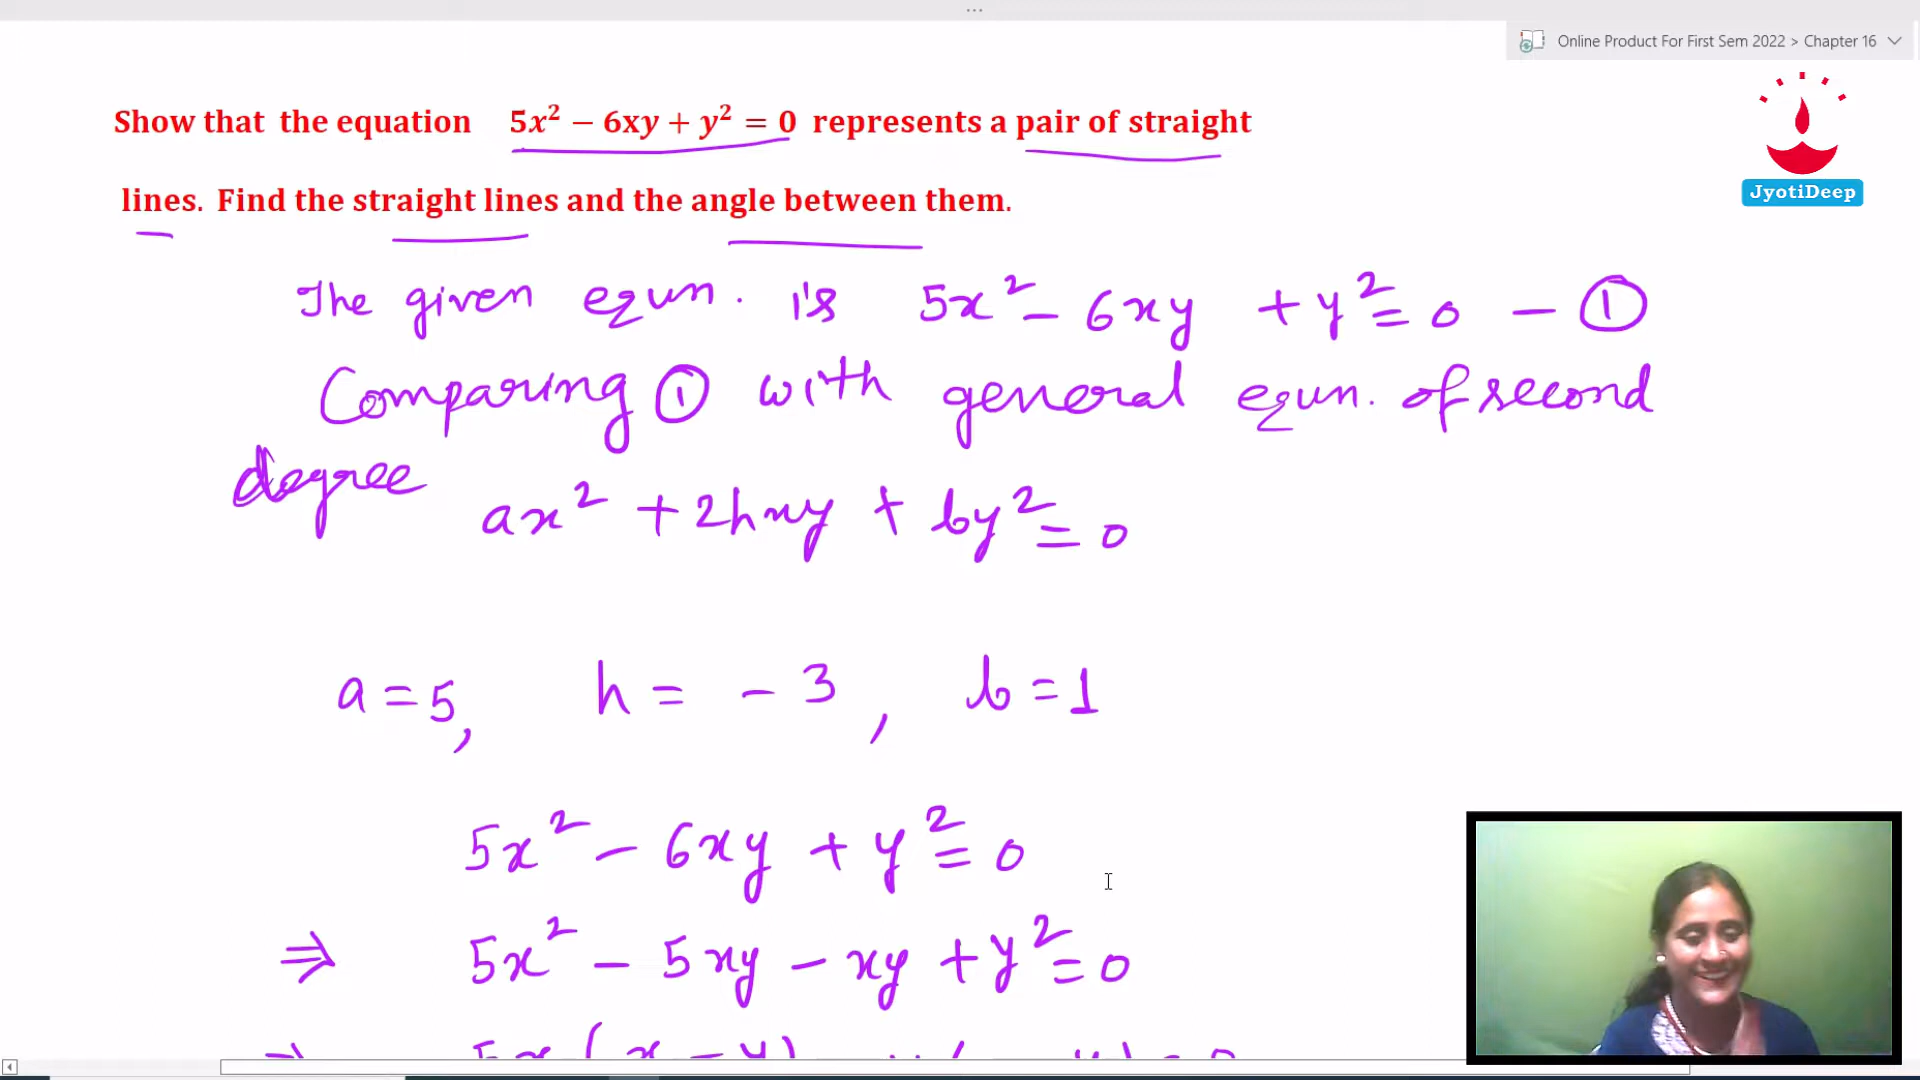 Online Product For First Sem 2022 > Chapter 16
Show that the equation 5x² − 6xy + y² = 0 represents a pair of straight
JyotiDeep
lines. Find the straight lines and the angle between them.
The given equn. is 5x² − 6xy + y² = 0 − ①
Comparing ① with general equn. of second
degree
ax² + 2hxy + by² = 0
a = 5, h = − 3, b = 1
5x² − 6xy + y² = 0
⇒ 5x² − 5xy − xy + y² = 0